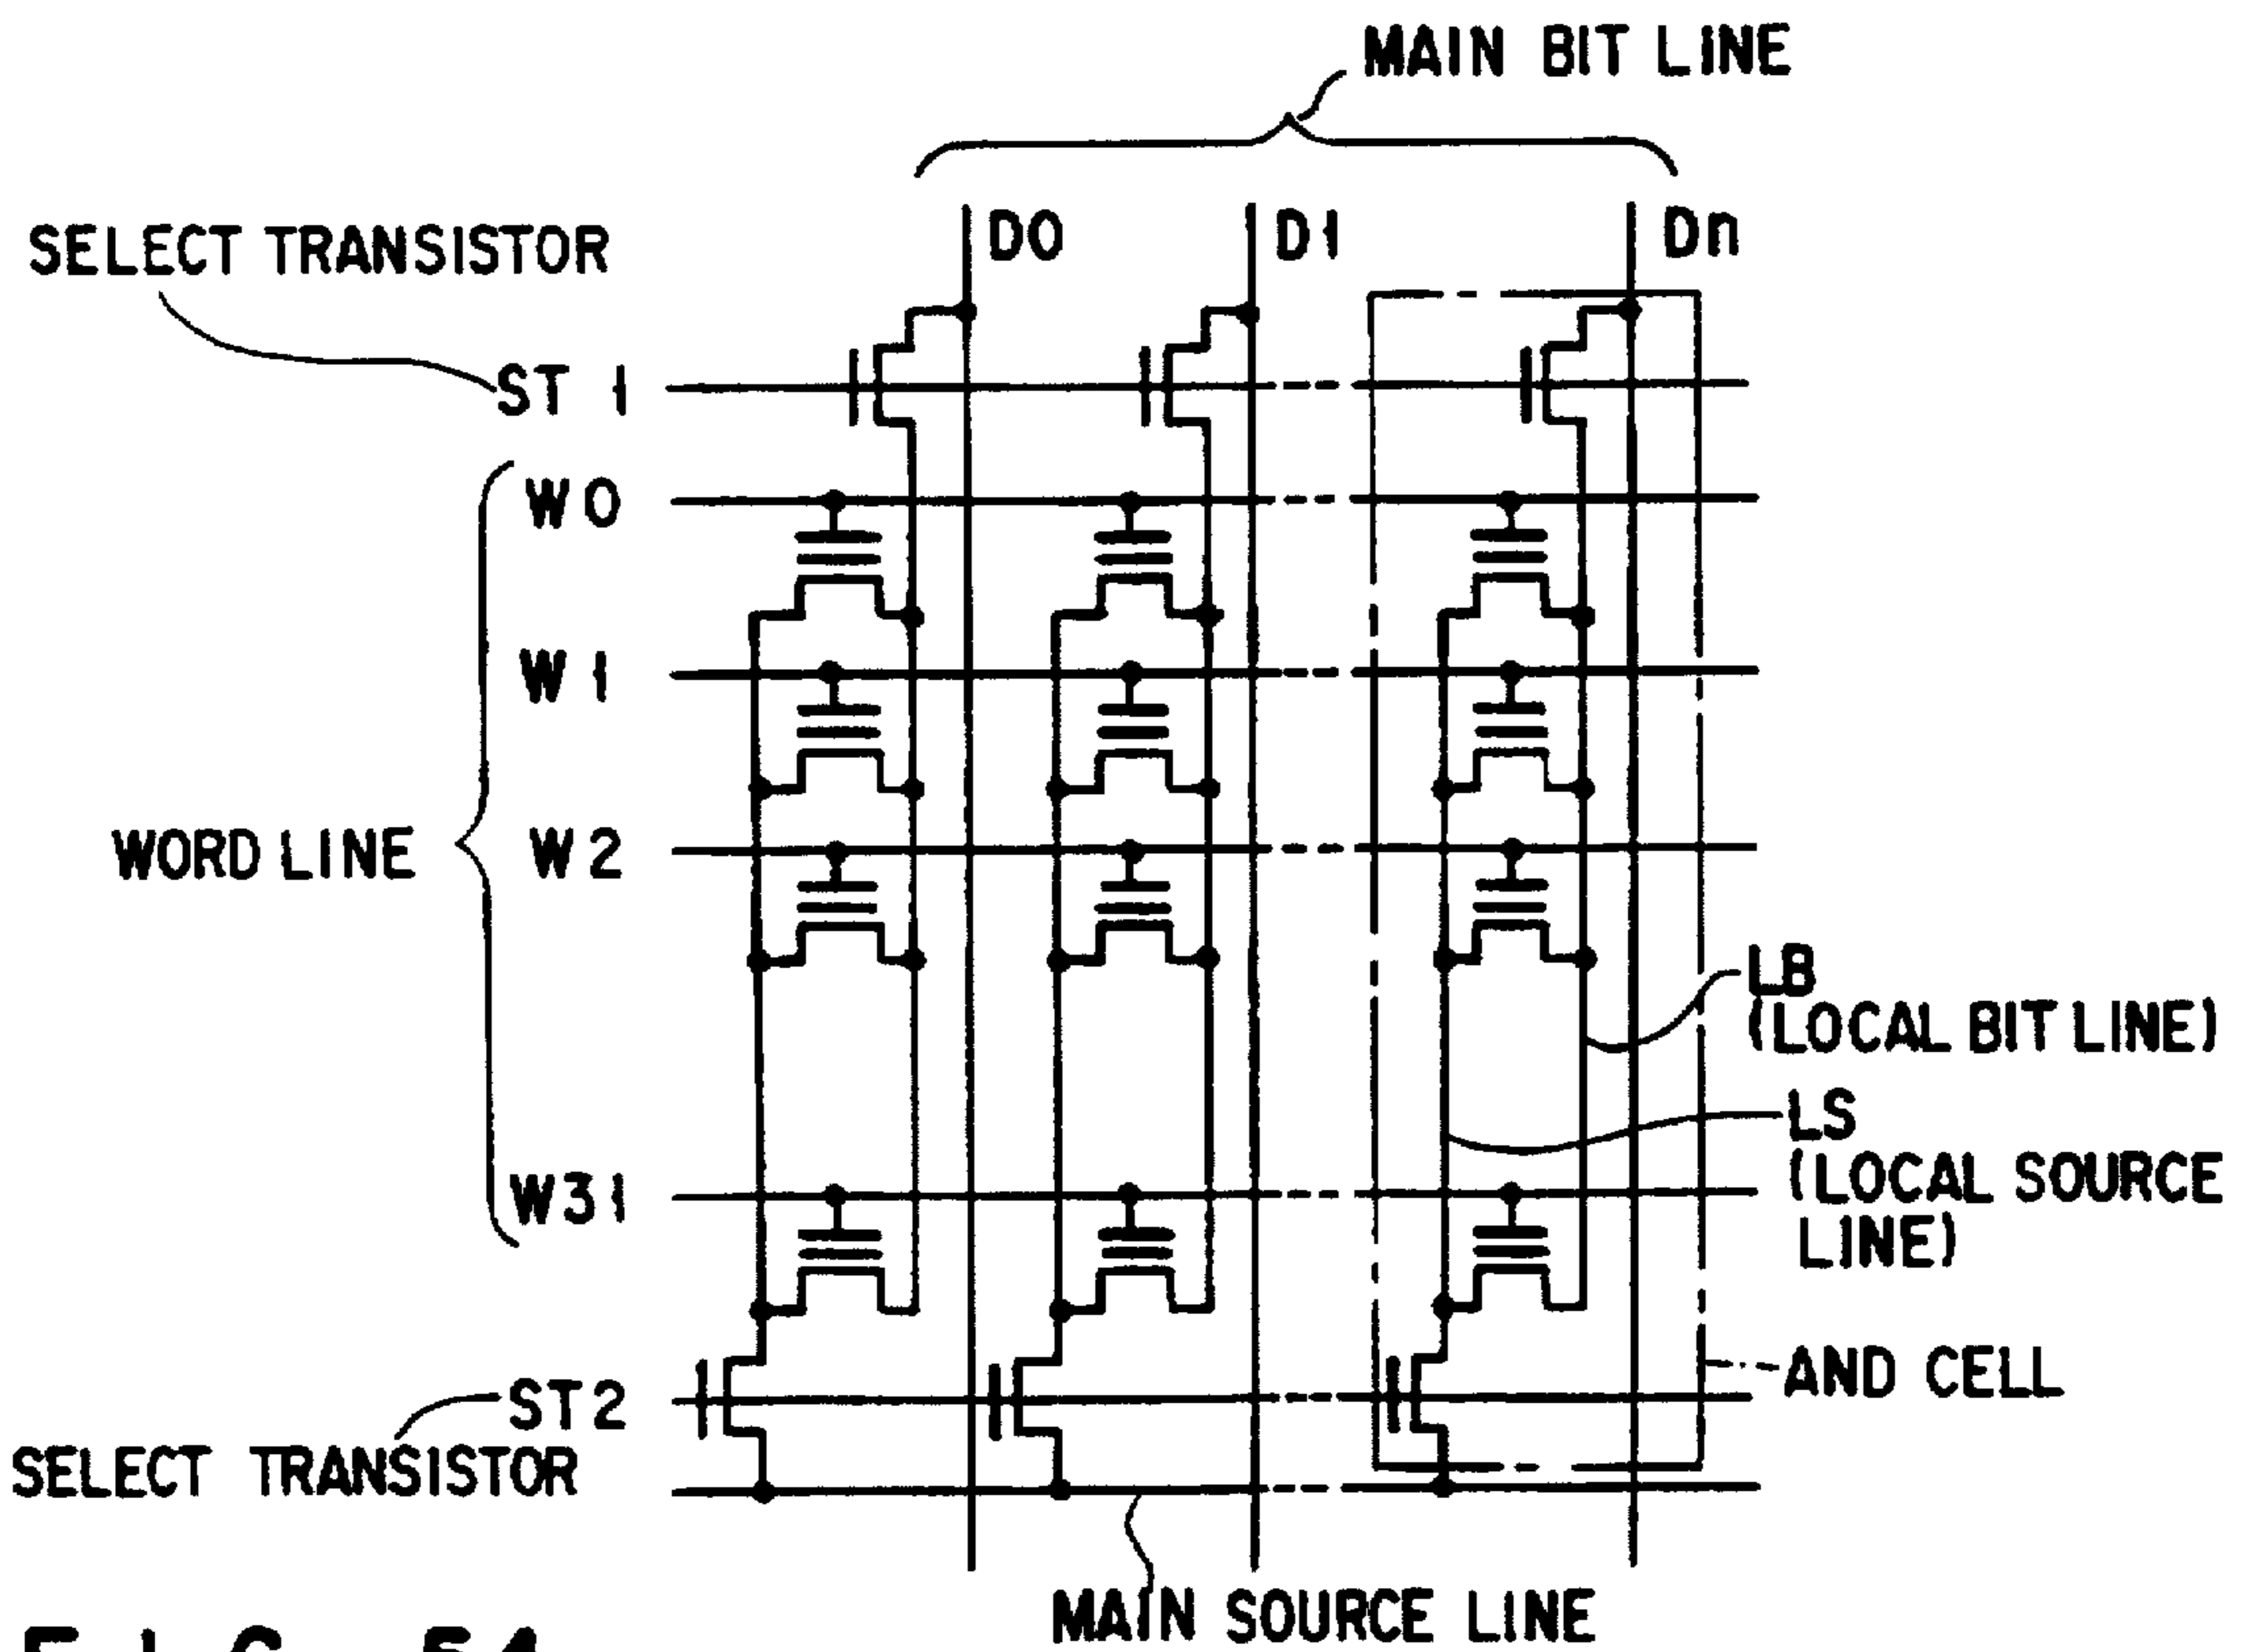 MAIN BIT LINE
D0 D1 Dn
SELECT TRANSISTOR
ST 1
W0
W1
WORD LINE
W2
LB
(LOCAL BIT LINE)
LS
(LOCAL SOURCE
LINE)
W31
AND CELL
ST2
SELECT TRANSISTOR
MAIN SOURCE LINE